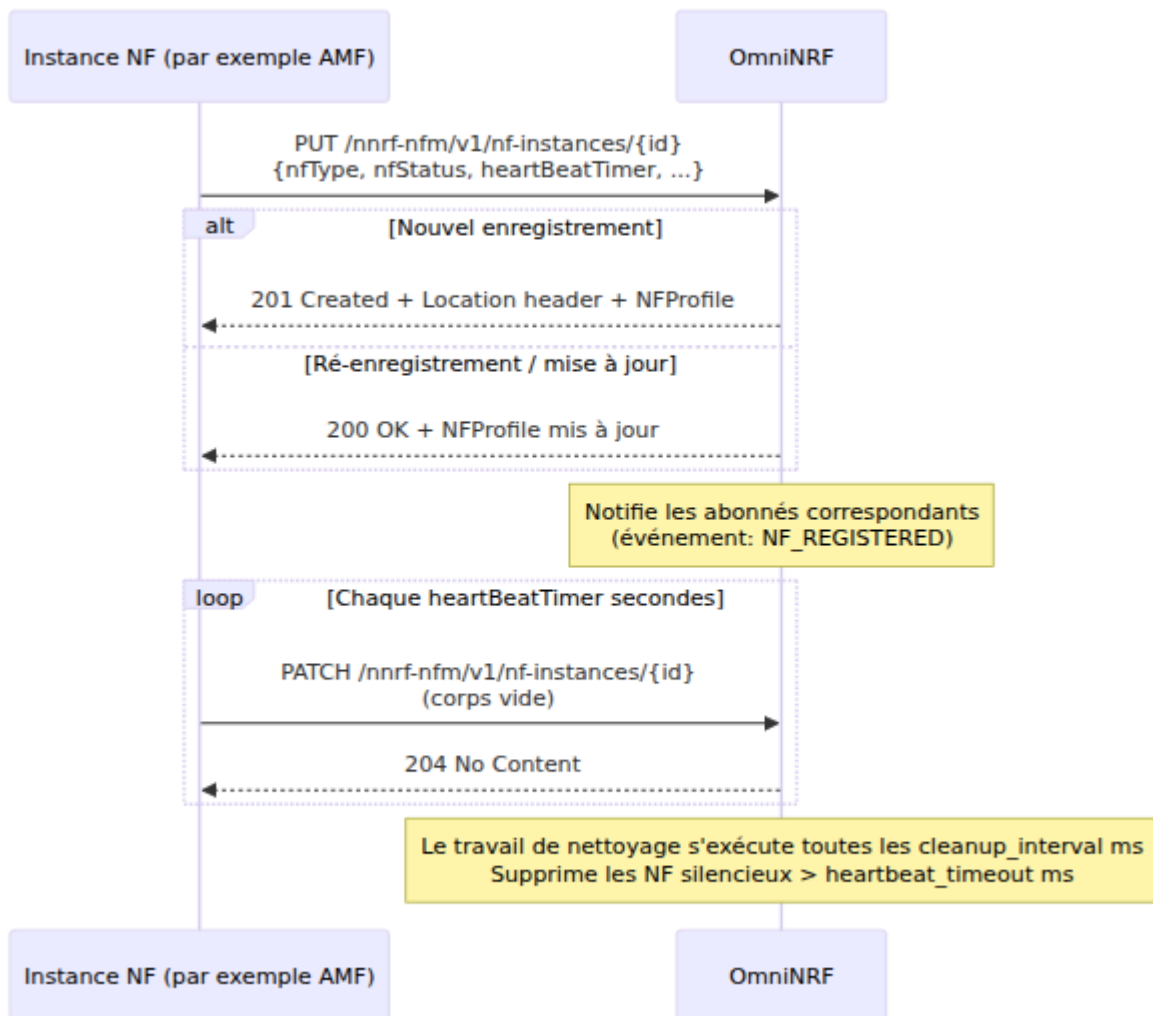 Instance NF (par exemple AMF)
OmniNRF
PUT /nnrf-nfm/v1/nf-instances/{id}
{nfType, nfStatus, heartBeatTimer, ...}
alt
[Nouvel enregistrement]
201 Created + Location header + NFProfile
[Ré-enregistrement / mise à jour]
200 OK + NFProfile mis à jour
Notifie les abonnés correspondants
(événement: NF_REGISTERED)
loop
[Chaque heartBeatTimer secondes]
PATCH /nnrf-nfm/v1/nf-instances/{id}
(corps vide)
204 No Content
Le travail de nettoyage s'exécute toutes les cleanup_interval ms
Supprime les NF silencieux > heartbeat_timeout ms
Instance NF (par exemple AMF)
OmniNRF